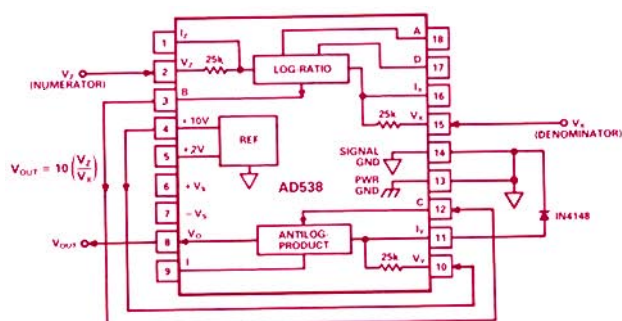 1
I_Z
A
18
V_Z
(NUMERATOR)
2
V_Z
25k
LOG-RATIO
D
17
3
B
I_X
16
4
+10V
REF
25k
V_X
15
V_X
(DENOMINATOR)
5
+2V
SIGNAL
GND
14
V_OUT = 10 (V_Z/V_X)
6
+V_S
AD538
PWR
GND
13
7
-V_S
C
12
IN4148
V_OUT
8
V_O
ANTILOG-
PRODUCT
I_Y
11
9
I
25k
V_Y
10